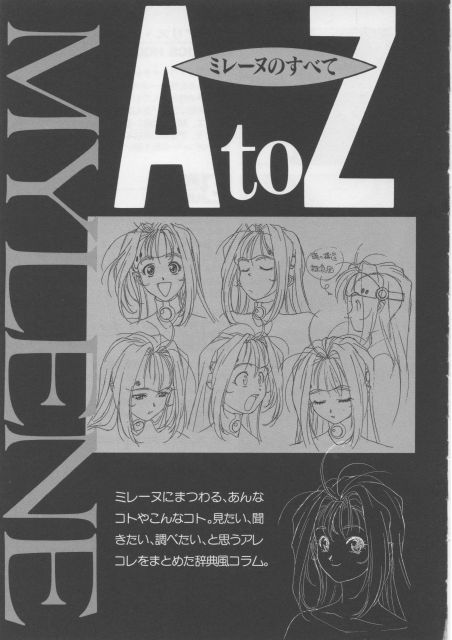 A to Z
ミレーヌのすべて
MYLENE
ミレーヌにまつわる、あんな
コトやこんなコト。見たい、聞
きたい、調べたい、と思うアレ
コレをまとめた辞典風コラム。